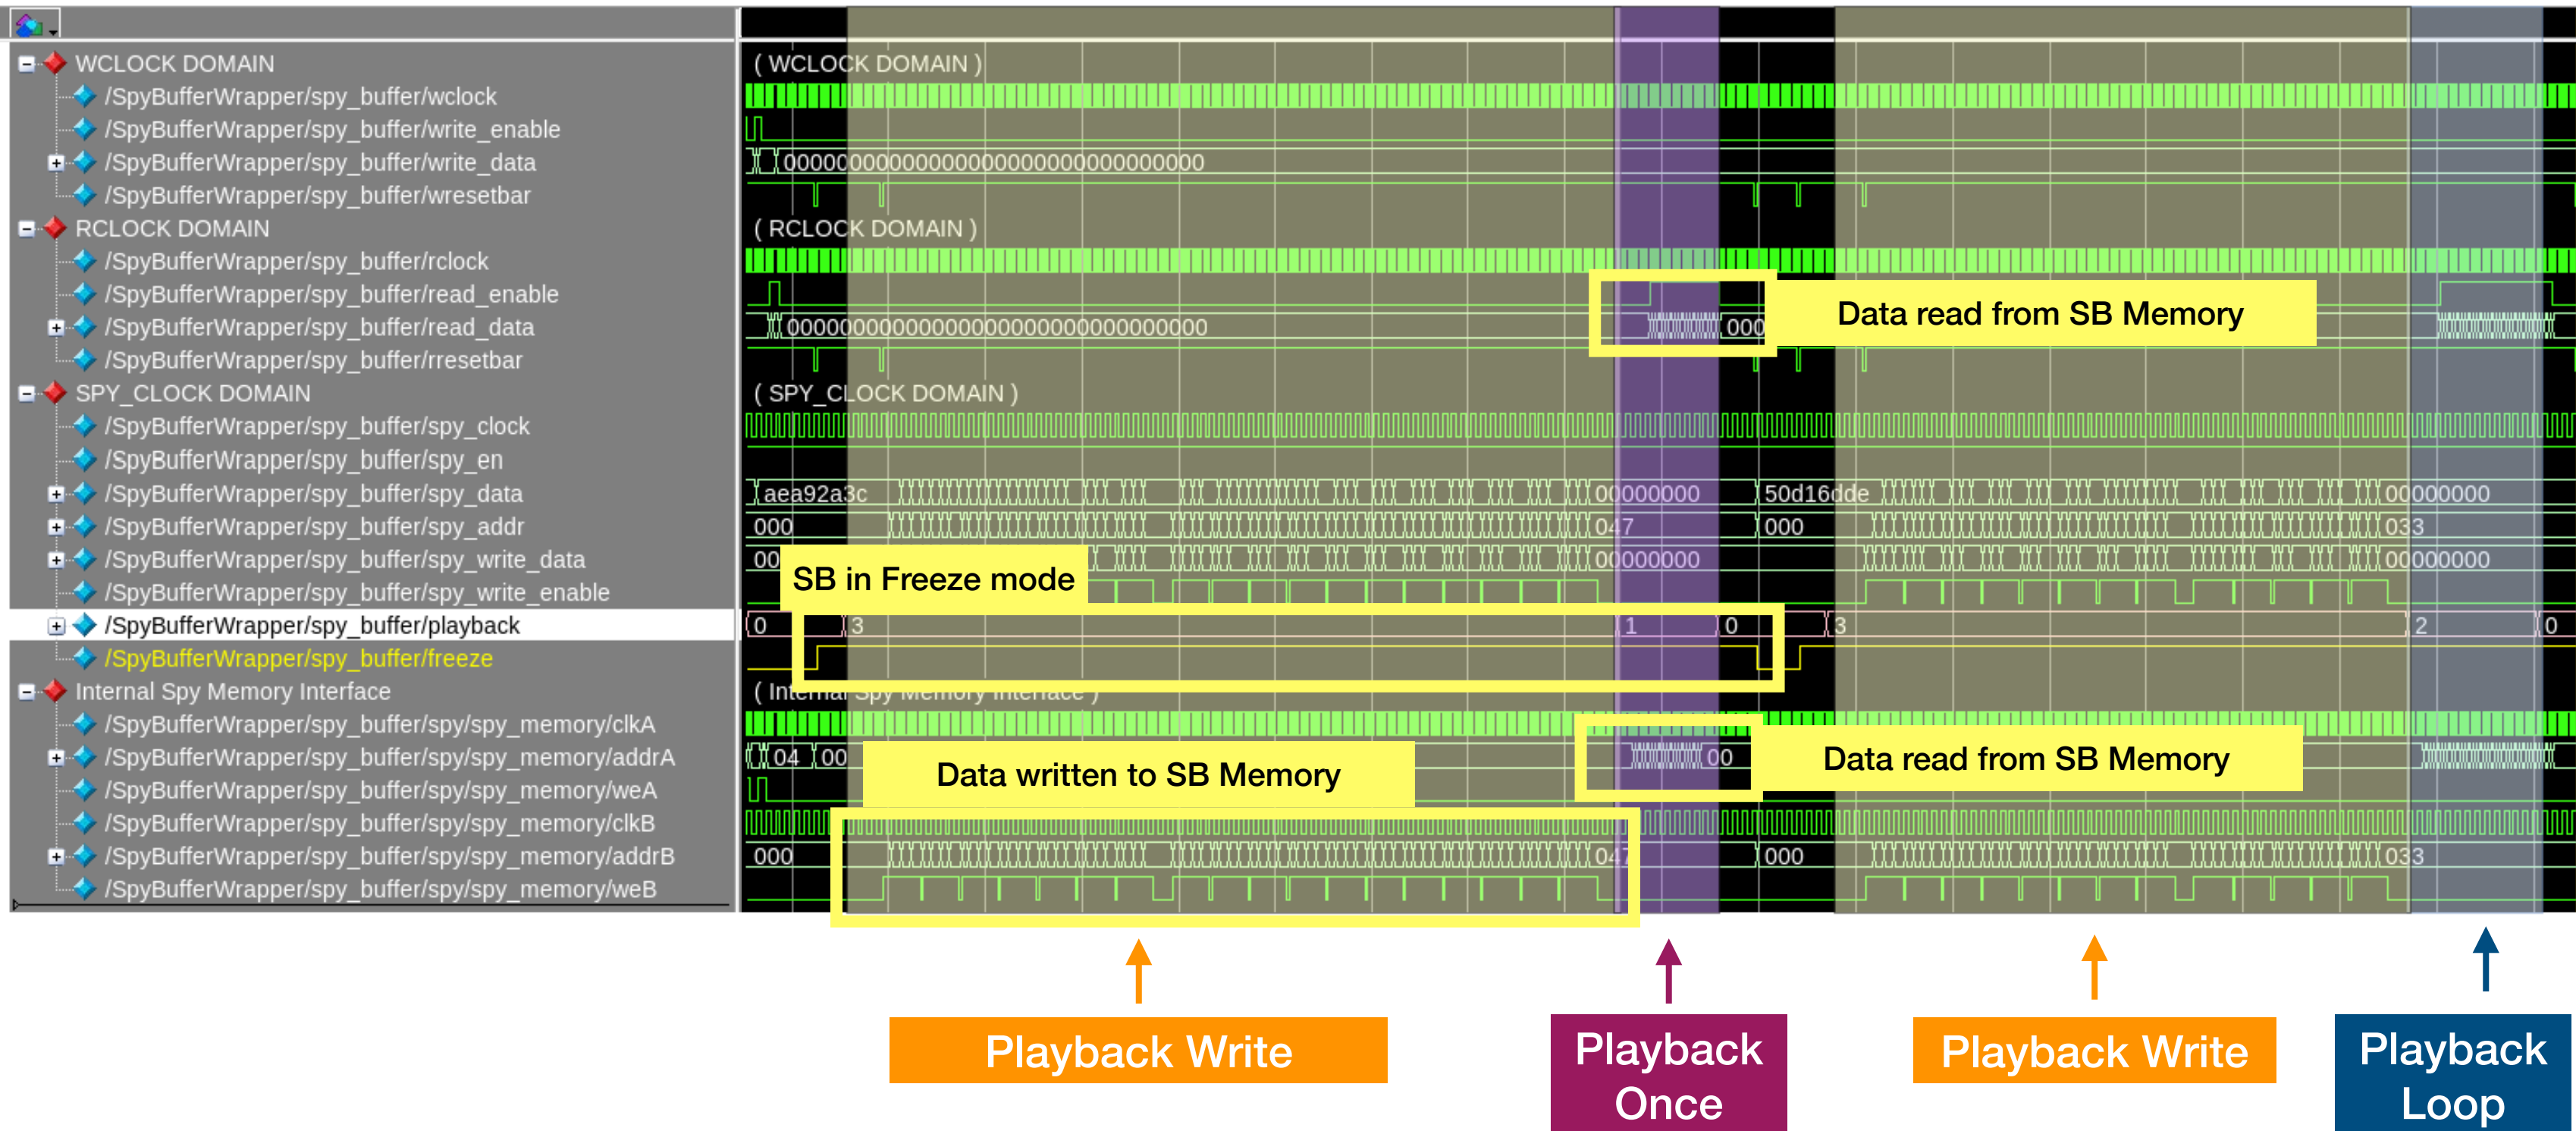 WCLOCK DOMAIN
/SpyBufferWrapper/spy_buffer/wclock
/SpyBufferWrapper/spy_buffer/write_enable
/SpyBufferWrapper/spy_buffer/write_data
/SpyBufferWrapper/spy_buffer/wresetbar
RCLOCK DOMAIN
/SpyBufferWrapper/spy_buffer/rclock
/SpyBufferWrapper/spy_buffer/read_enable
/SpyBufferWrapper/spy_buffer/read_data
/SpyBufferWrapper/spy_buffer/rresetbar
SPY_CLOCK DOMAIN
/SpyBufferWrapper/spy_buffer/spy_clock
/SpyBufferWrapper/spy_buffer/spy_en
/SpyBufferWrapper/spy_buffer/spy_data
/SpyBufferWrapper/spy_buffer/spy_addr
/SpyBufferWrapper/spy_buffer/spy_write_data
/SpyBufferWrapper/spy_buffer/spy_write_enable
/SpyBufferWrapper/spy_buffer/playback
/SpyBufferWrapper/spy_buffer/freeze
Internal Spy Memory Interface
/SpyBufferWrapper/spy_buffer/spy/spy_memory/clkA
/SpyBufferWrapper/spy_buffer/spy/spy_memory/addrA
/SpyBufferWrapper/spy_buffer/spy/spy_memory/weA
/SpyBufferWrapper/spy_buffer/spy/spy_memory/clkB
/SpyBufferWrapper/spy_buffer/spy/spy_memory/addrB
/SpyBufferWrapper/spy_buffer/spy/spy_memory/weB
( WCLOCK DOMAIN )
00000000000000000000000000000000
( RCLOCK DOMAIN )
00000000000000000000000000000000 000
Data read from SB Memory
( SPY_CLOCK DOMAIN )
aea92a3c 00000000 50d16dde 00000000
000 047 000 033
00 00000000 00000000
SB in Freeze mode
0 3 1 0 3 2 0
( Internal Spy Memory Interface )
04 00 00
Data read from SB Memory
Data written to SB Memory
000 047 000 033
Playback Write
Playback
Once
Playback Write
Playback
Loop